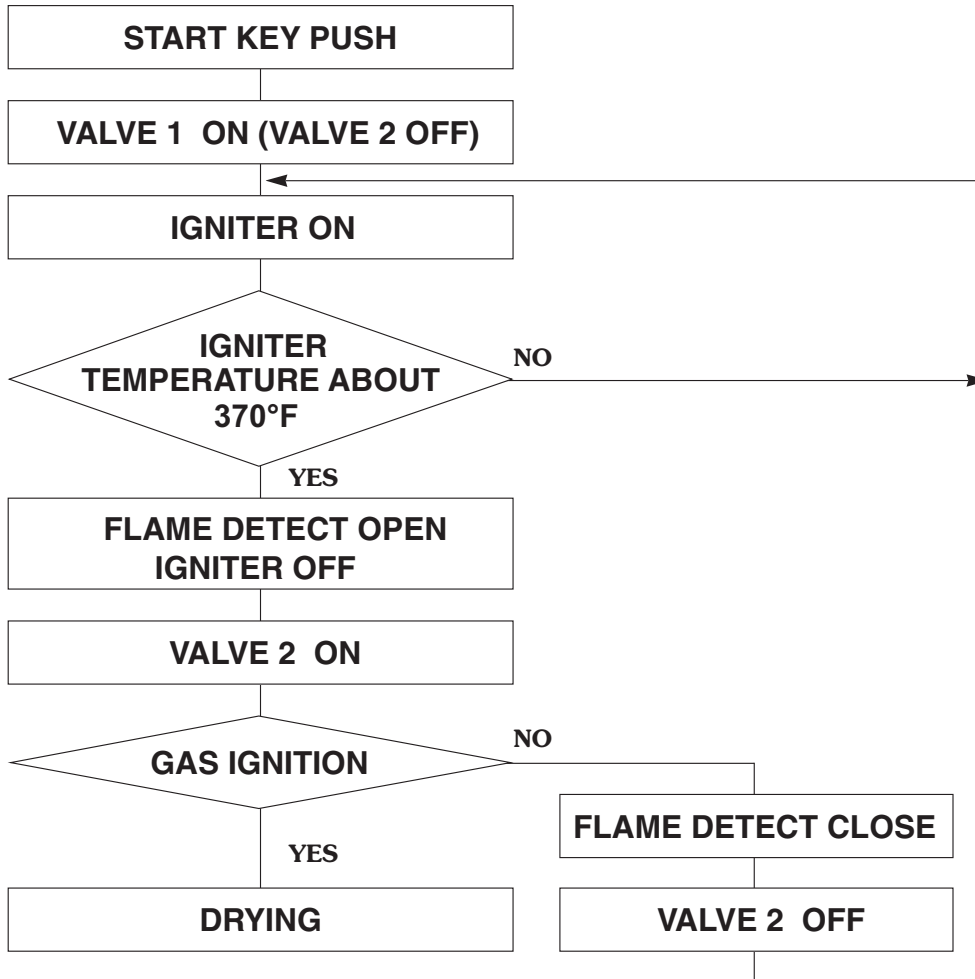 START KEY PUSH
VALVE 1 ON (VALVE 2 OFF)
IGNITER ON
IGNITER
TEMPERATURE ABOUT
370°F
NO
YES
FLAME DETECT OPEN
IGNITER OFF
VALVE 2 ON
GAS IGNITION
NO
YES
FLAME DETECT CLOSE
DRYING
VALVE 2 OFF